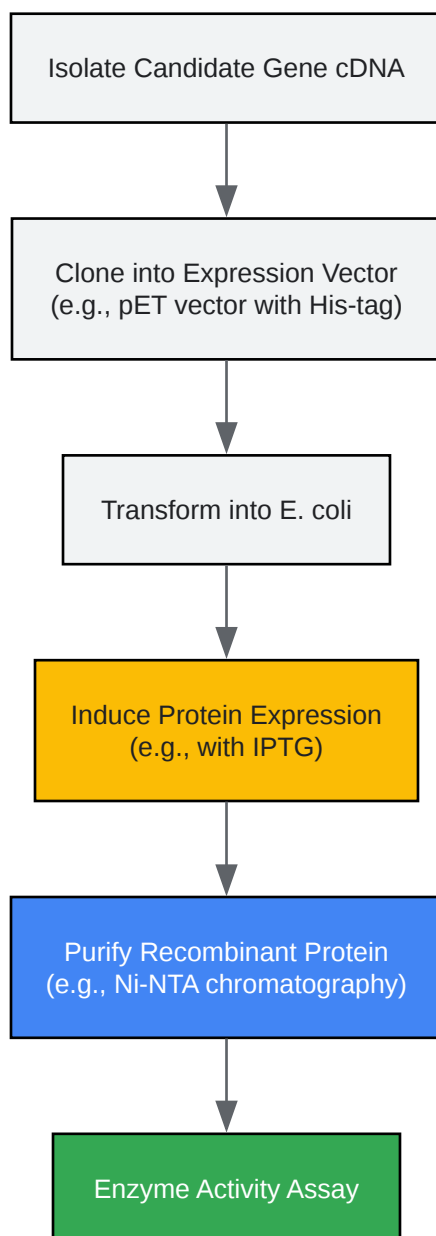 Isolate Candidate Gene cDNA
Clone into Expression Vector
(e.g., pET vector with His-tag)
Transform into E. coli
Induce Protein Expression
(e.g., with IPTG)
Purify Recombinant Protein
(e.g., Ni-NTA chromatography)
Enzyme Activity Assay